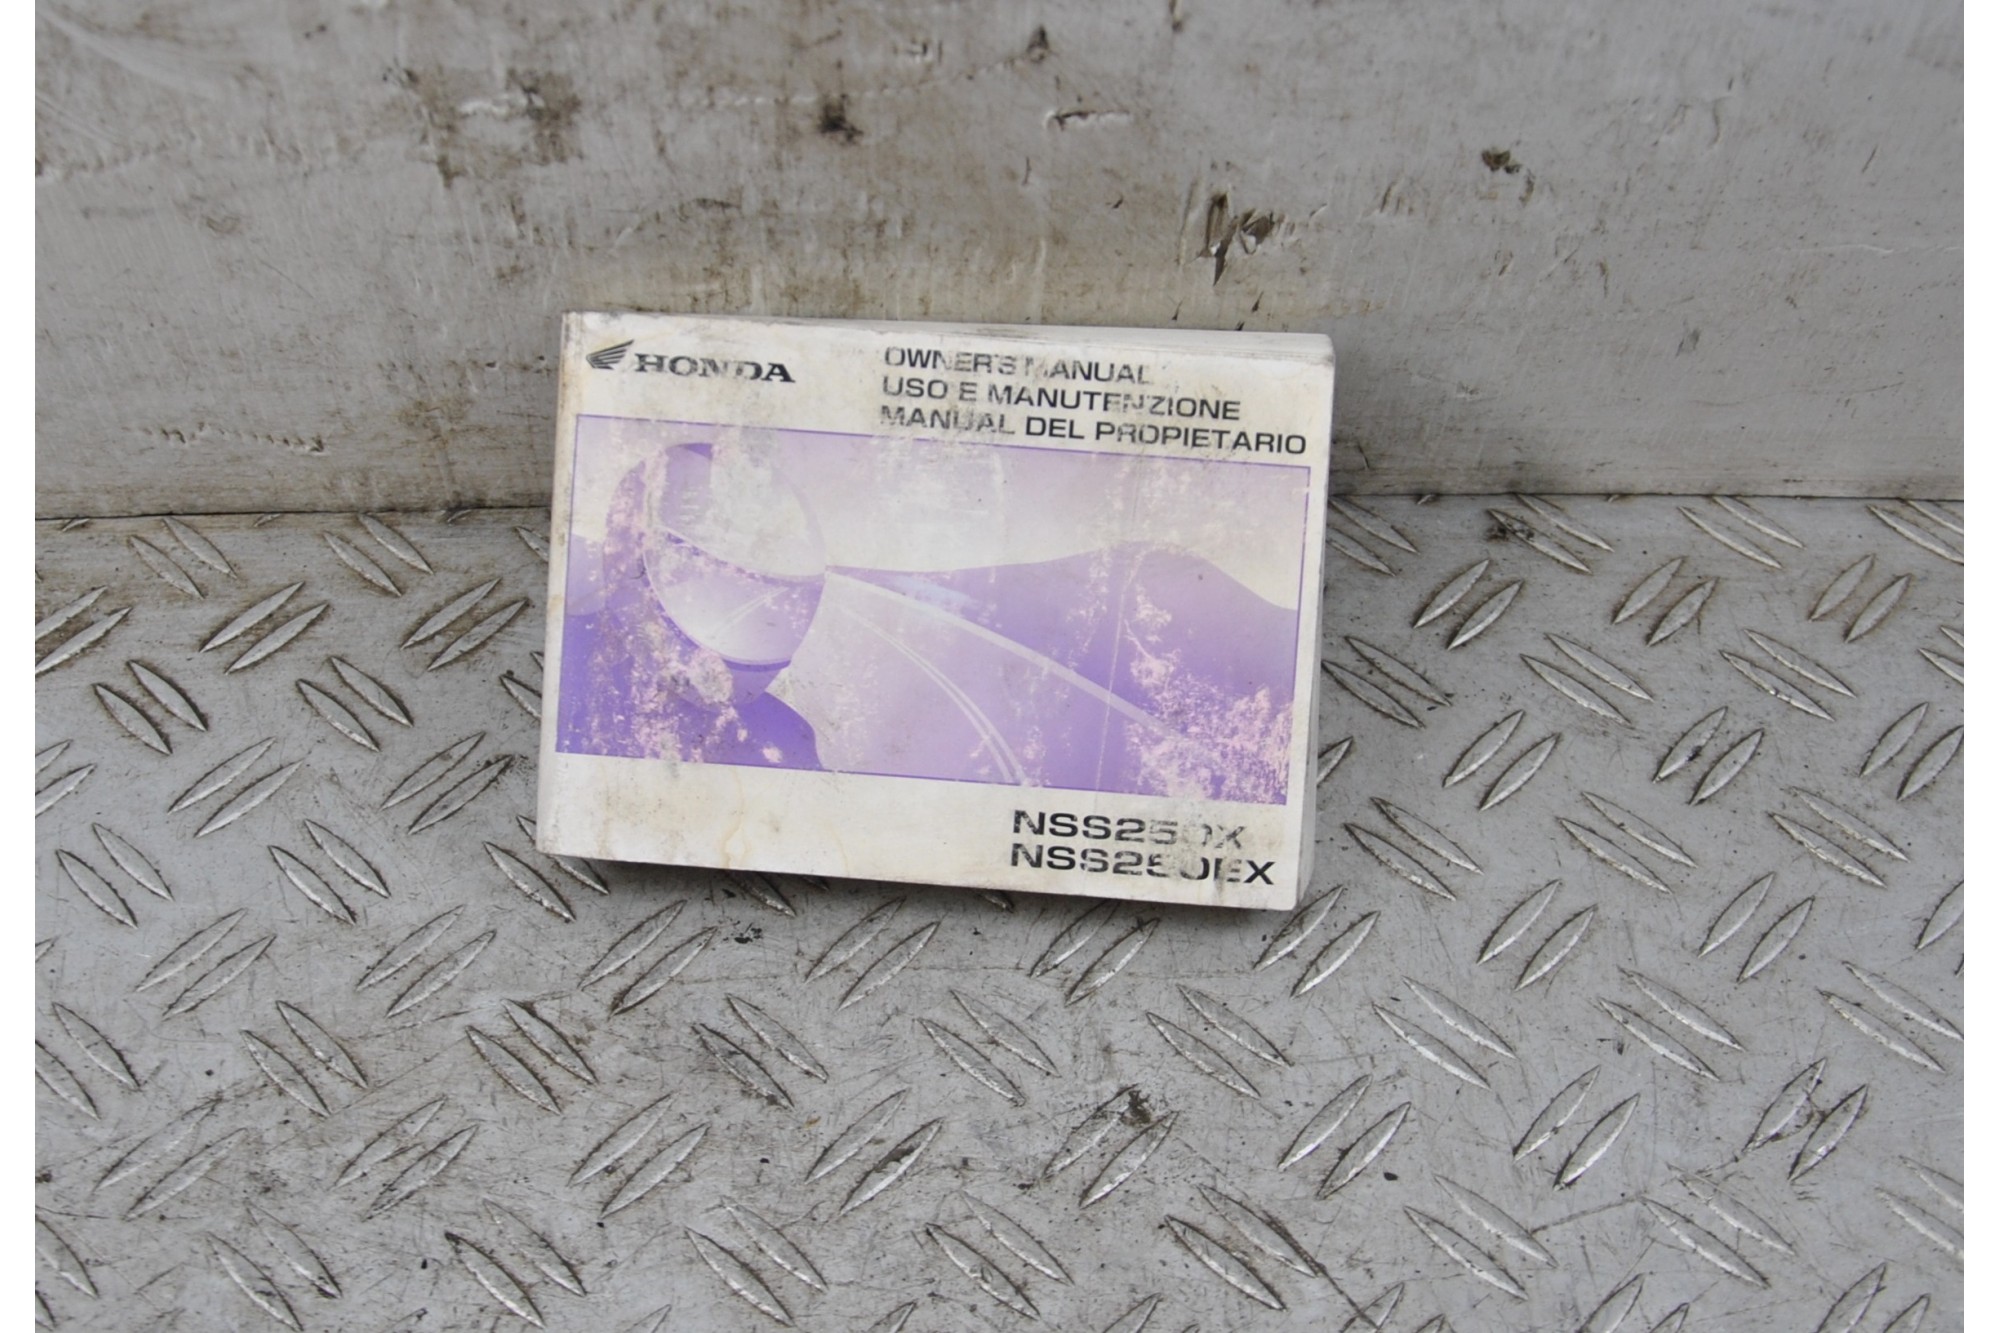 HONDA
OWNER'S MANUAL
USO E MANUTENZIONE
MANUAL DEL PROPIETARIO
NSS250X
NSS250EX